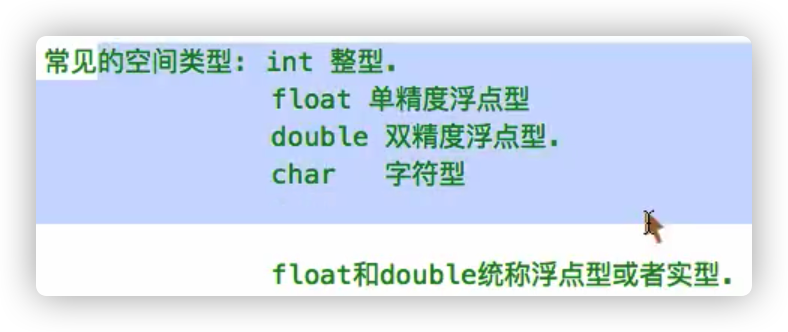 常见的空间类型: int 整型.
float 单精度浮点型
double 双精度浮点型.
char 字符型
float和double统称浮点型或者实型.